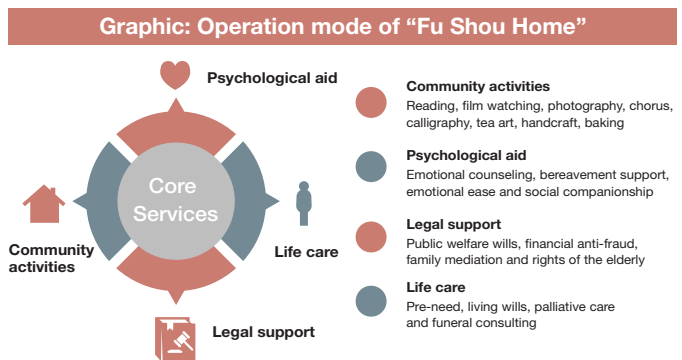 Graphic: Operation mode of “Fu Shou Home”
Psychological aid
Core
Services
Community
activities
Life care
Legal support
Community activities
Reading, film watching, photography, chorus,
calligraphy, tea art, handcraft, baking
Psychological aid
Emotional counseling, bereavement support,
emotional ease and social companionship
Legal support
Public welfare wills, financial anti-fraud,
family mediation and rights of the elderly
Life care
Pre-need, living wills, palliative care
and funeral consulting